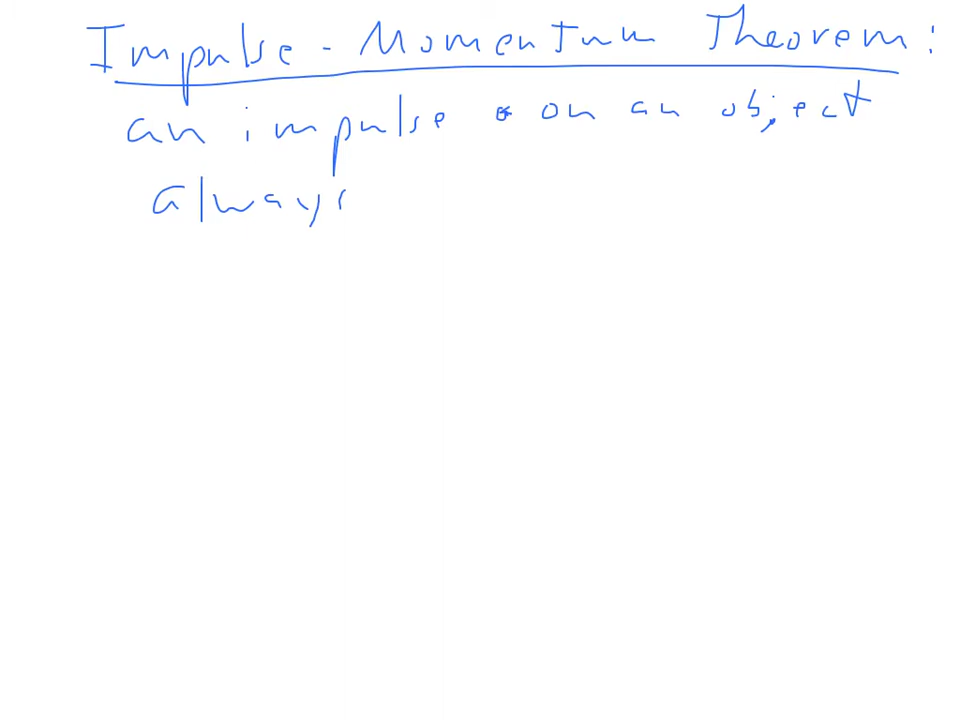 Impulse - Momentum Theorem:
an impulse on an object
always